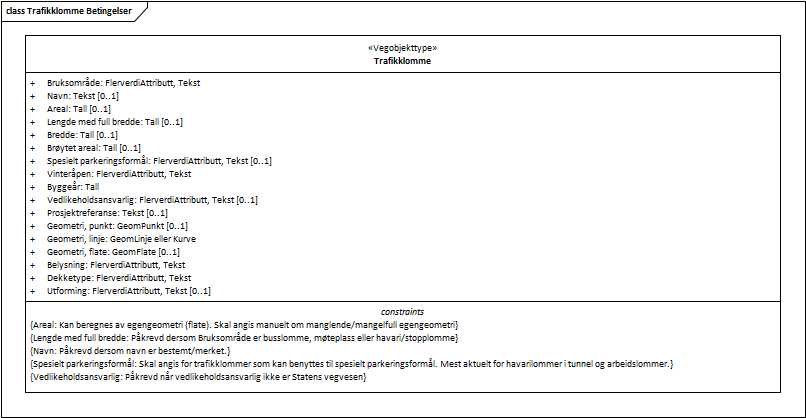 class Trafikklomme Betingelser
«Vegobjekttype»
Trafikklomme
+ Bruksområde: FlerverdiAttributt, Tekst
+ Navn: Tekst [0..1]
+ Areal: Tall [0..1]
+ Lengde med full bredde: Tall [0..1]
+ Bredde: Tall [0..1]
+ Brøytet areal: Tall [0..1]
+ Spesielt parkeringsformål: FlerverdiAttributt, Tekst [0..1]
+ Vinteråpen: FlerverdiAttributt, Tekst
+ Byggeår: Tall
+ Vedlikeholdsansvarlig: FlerverdiAttributt, Tekst [0..1]
+ Prosjektreferanse: Tekst [0..1]
+ Geometri, punkt: GeomPunkt [0..1]
+ Geometri, linje: GeomLinje eller Kurve
+ Geometri, flate: GeomFlate [0..1]
+ Belysning: FlerverdiAttributt, Tekst
+ Dekketype: FlerverdiAttributt, Tekst
+ Utforming: FlerverdiAttributt, Tekst [0..1]
constraints
{Areal: Kan beregnes av egengeometri (flate). Skal angis manuelt om manglende/mangelfull egengeometri}
{Lengde med full bredde: Påkrevd dersom Bruksområde er busslomme, møteplass eller havari/stopplomme}
{Navn: Påkrevd dersom navn er bestemt/merket.}
{Spesielt parkeringsformål: Skal angis for trafikklommer som kan benyttes til spesielt parkeringsformål. Mest aktuelt for havarilommer i tunnel og arbeidslommer.}
{Vedlikeholdsansvarlig: Påkrevd når vedlikeholdsansvarlig ikke er Statens vegvesen}